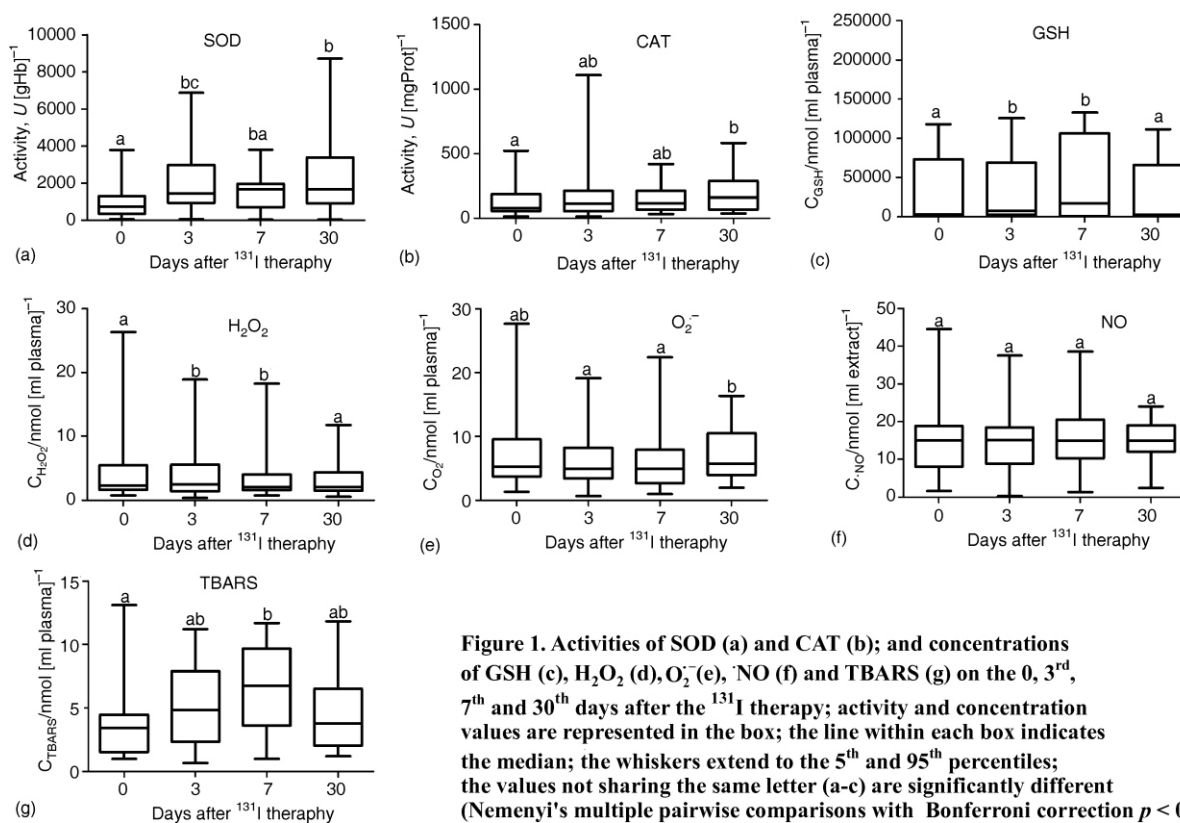 SOD
Activity, U [gHb]⁻¹
10000
8000
6000
4000
2000
0
a
bc
ba
b
0 3 7 30
(a)
Days after ¹³¹I theraphy
CAT
Activity, U [mgProt]⁻¹
1500
1000
500
0
a
ab
ab
b
0 3 7 30
(b)
Days after ¹³¹I theraphy
GSH
C_GSH/nmol [ml plasma]⁻¹
250000
200000
150000
100000
50000
0
a
b
b
a
0 3 7 30
(c)
Days after ¹³¹I theraphy
H₂O₂
C_H₂O₂/nmol [ml plasma]⁻¹
30
20
10
0
a
b
b
a
0 3 7 30
(d)
Days after ¹³¹I theraphy
O₂·⁻
C_O₂/nmol [ml plasma]⁻¹
30
20
10
0
ab
a
a
b
0 3 7 30
(e)
Days after ¹³¹I theraphy
NO
C.NO/nmol [ml extract]⁻¹
50
40
30
20
10
0
a
a
a
a
0 3 7 30
(f)
Days after ¹³¹I theraphy
TBARS
C_TBARS/nmol [ml plasma]⁻¹
15
10
5
0
a
ab
b
ab
0 3 7 30
(g)
Days after ¹³¹I theraphy
Figure 1. Activities of SOD (a) and CAT (b); and concentrations
of GSH (c), H₂O₂ (d), O₂·⁻(e), ·NO (f) and TBARS (g) on the 0, 3ʳᵈ,
7ᵗʰ and 30ᵗʰ days after the ¹³¹I therapy; activity and concentration
values are represented in the box; the line within each box indicates
the median; the whiskers extend to the 5ᵗʰ and 95ᵗʰ percentiles;
the values not sharing the same letter (a-c) are significantly different
(Nemenyi's multiple pairwise comparisons with Bonferroni correction p < 0